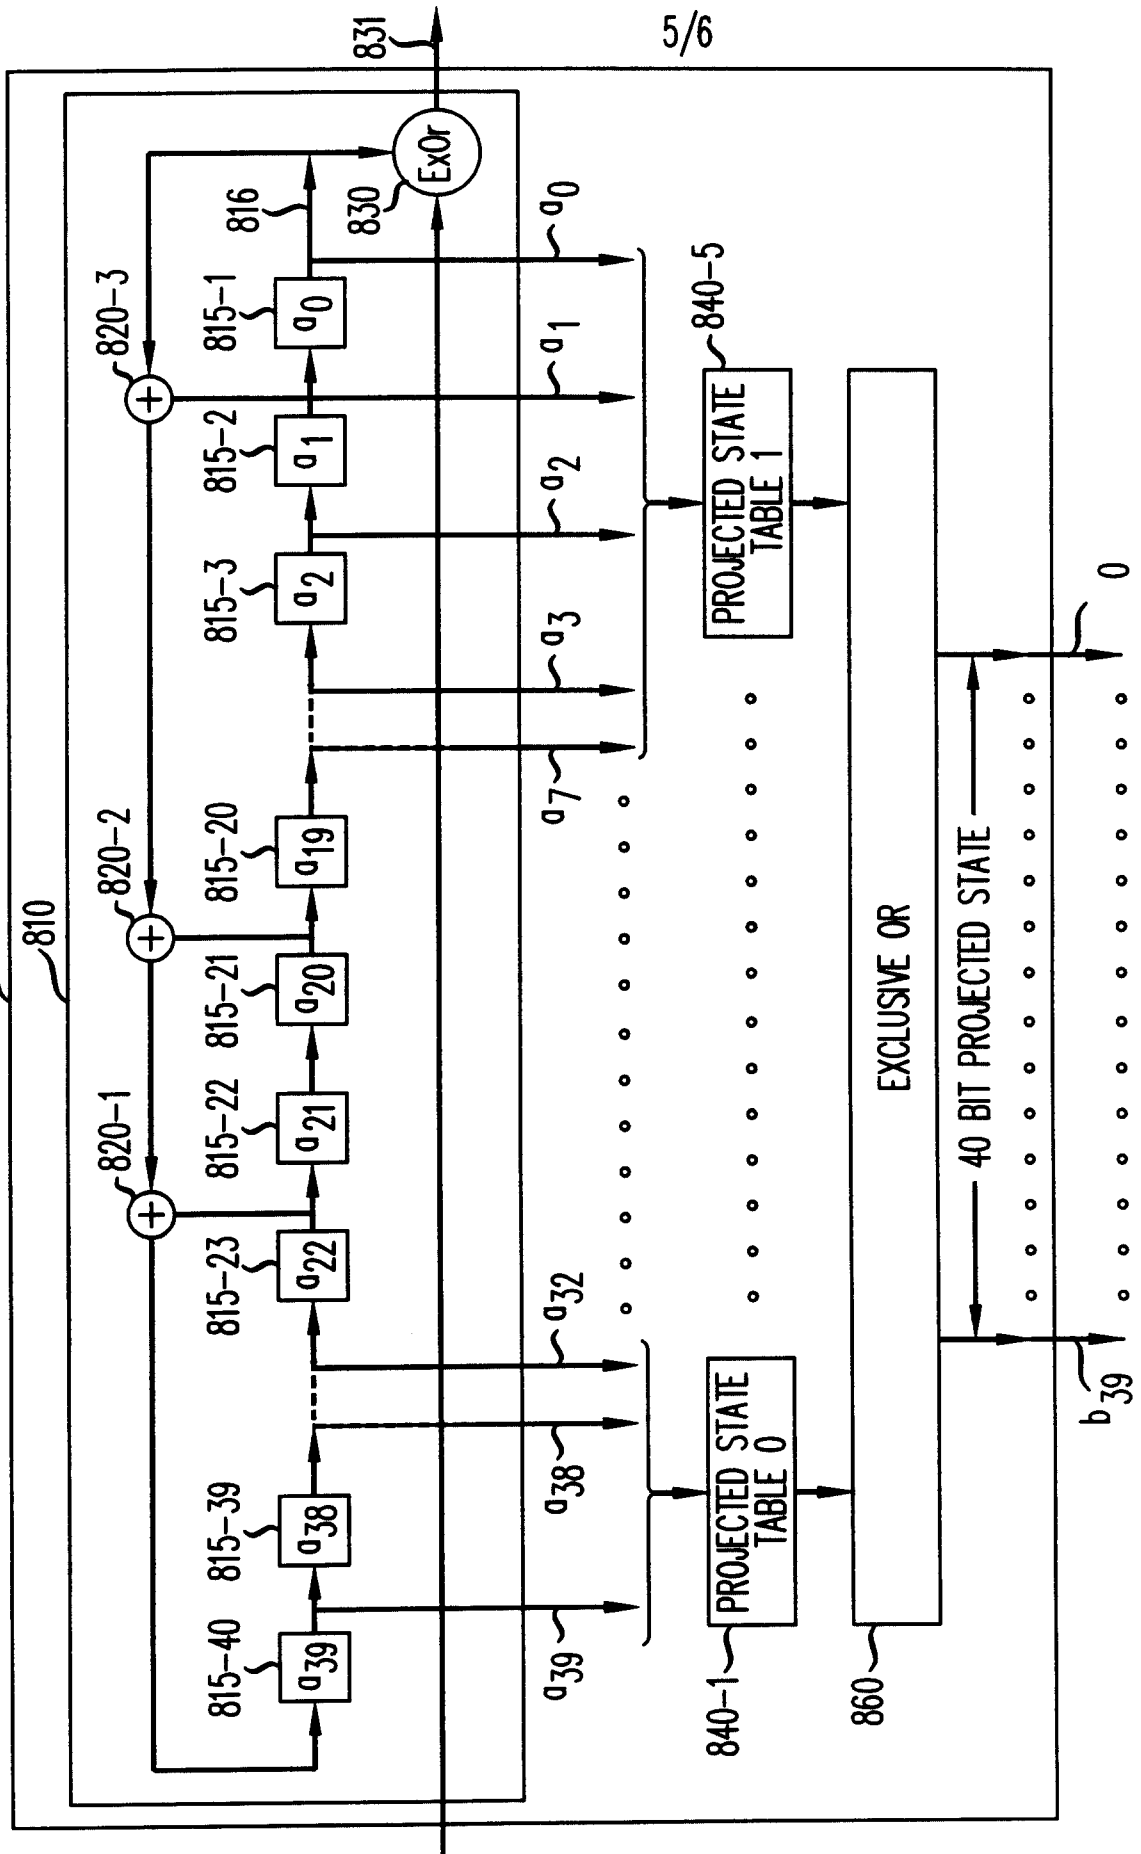 5/6
810
820-1
820-2
820-3
815-40
815-39
815-23
815-22
815-21
815-20
815-3
815-2
815-1
816
831
a39
a38
a22
a21
a20
a19
a2
a1
a0
830
ExOr
a39
a38
a32
a7
a3
a2
a1
a0
840-1
PROJECTED STATE
TABLE 0
PROJECTED STATE
TABLE 1
840-5
860
EXCLUSIVE OR
40 BIT PROJECTED STATE
b39
0